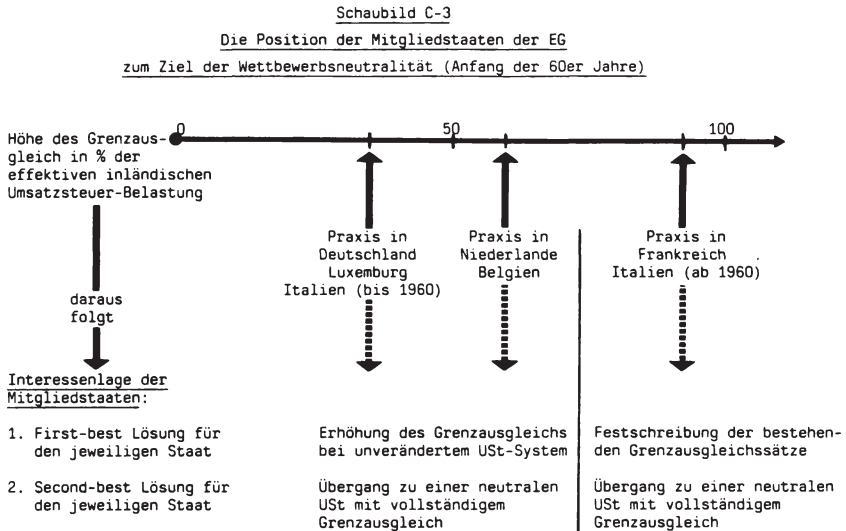 Schaubild C-3
Die Position der Mitgliedstaaten der EG
zum Ziel der Wettbewerbsneutralität (Anfang der 60er Jahre)
0 50 100
Höhe des Grenzaus-
gleich in % der
effektiven inländischen
Umsatzsteuer-Belastung
Praxis in
Deutschland
Luxemburg
Italien (bis 1960)
Praxis in
Niederlande
Belgien
Praxis in
Frankreich
Italien (ab 1960)
daraus
folgt
Interessenlage der
Mitgliedstaaten:
1. First-best Lösung für
den jeweiligen Staat
Erhöhung des Grenzausgleichs
bei unverändertem USt-System
Festschreibung der bestehen-
den Grenzausgleichssätze
2. Second-best Lösung für
den jeweiligen Staat
Übergang zu einer neutralen
USt mit vollständigem
Grenzausgleich
Übergang zu einer neutralen
USt mit vollständigem
Grenzausgleich